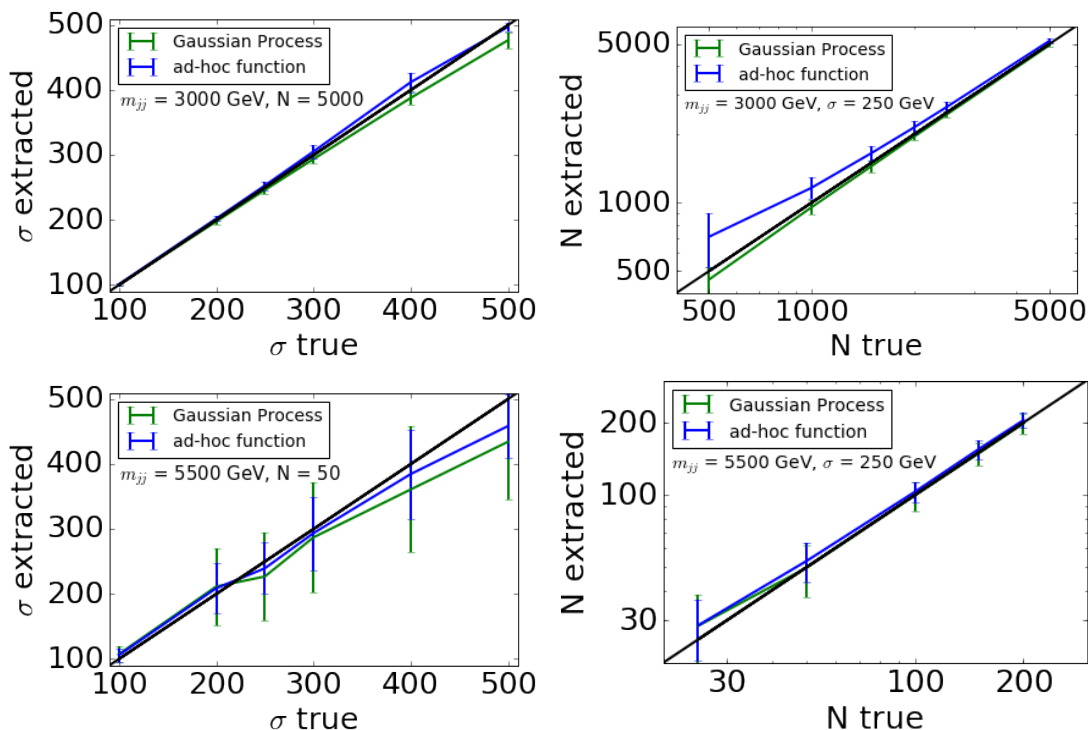 500
400
300
200
100
σ extracted
Gaussian Process
ad-hoc function
m_jj = 3000 GeV, N = 5000
100 200 300 400 500
σ true
5000
1000
500
N extracted
Gaussian Process
ad-hoc function
m_jj = 3000 GeV, σ = 250 GeV
500 1000 5000
N true
500
400
300
200
100
σ extracted
Gaussian Process
ad-hoc function
m_jj = 5500 GeV, N = 50
100 200 300 400 500
σ true
200
100
30
N extracted
Gaussian Process
ad-hoc function
m_jj = 5500 GeV, σ = 250 GeV
30 100 200
N true